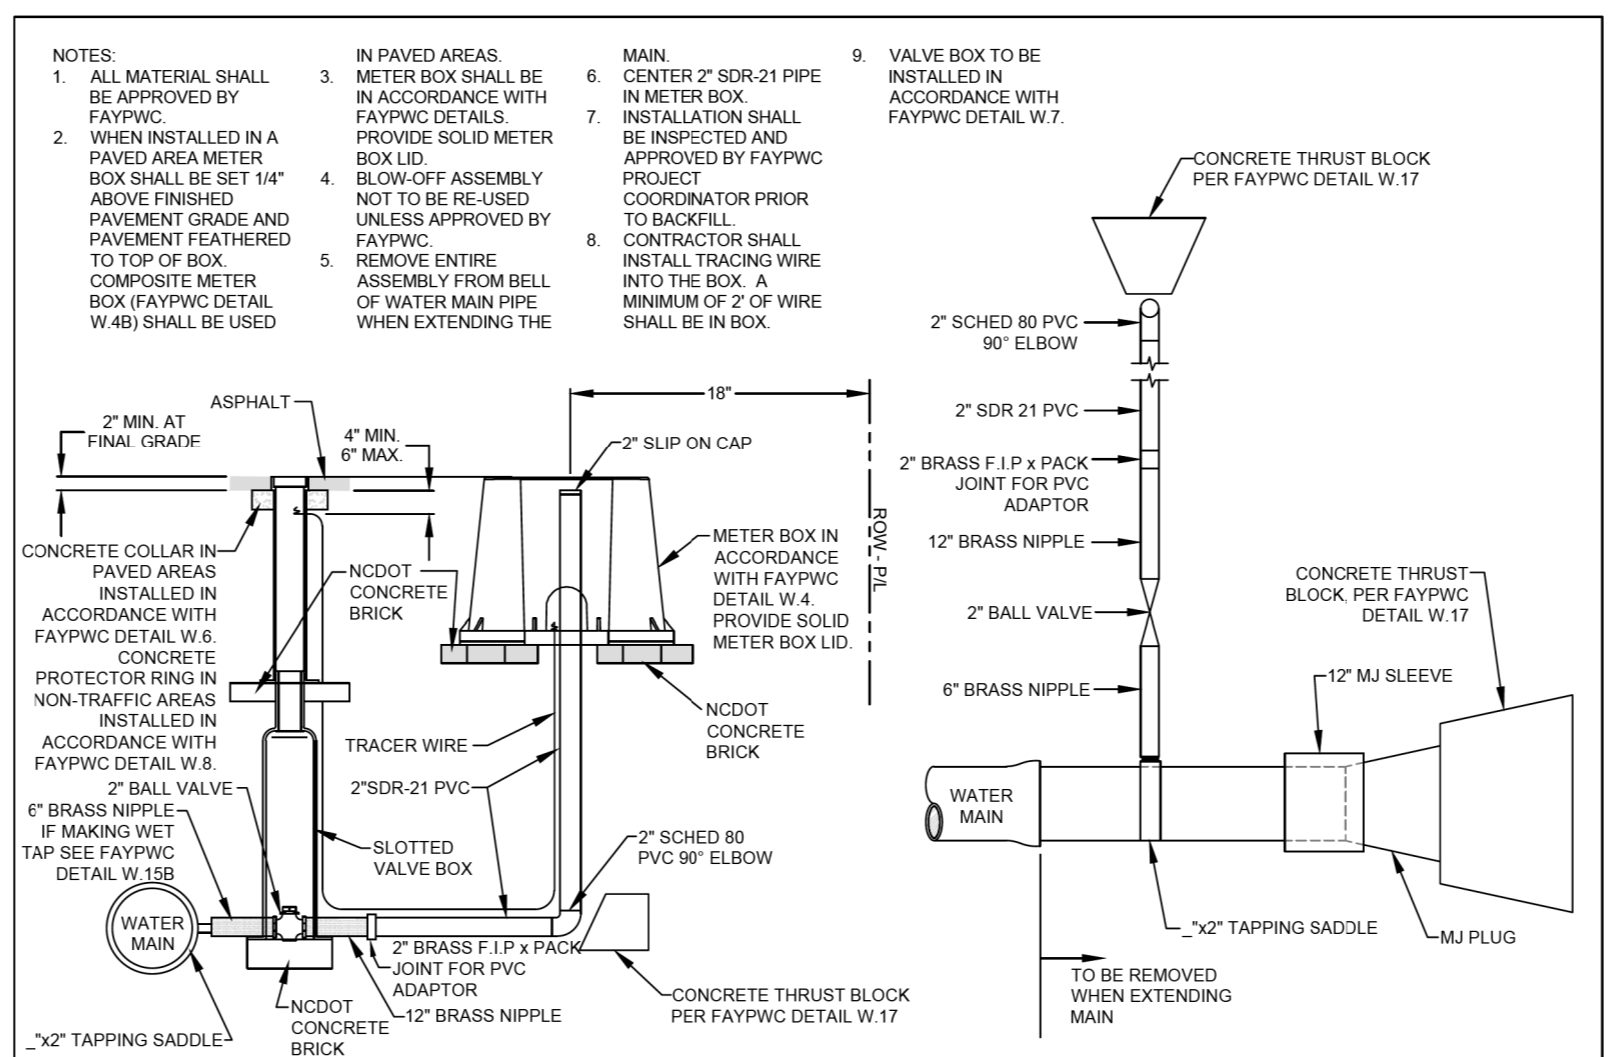 NOTES:
1. ALL MATERIAL SHALL
BE APPROVED BY
FAYPWC.
2. WHEN INSTALLED IN A
PAVED AREA METER
BOX SHALL BE SET 1/4"
ABOVE FINISHED
PAVEMENT GRADE AND
PAVEMENT FEATHERED
TO TOP OF BOX.
COMPOSITE METER
BOX (FAYPWC DETAIL
W.4B) SHALL BE USED
IN PAVED AREAS.
3. METER BOX SHALL BE
IN ACCORDANCE WITH
FAYPWC DETAILS.
PROVIDE SOLID METER
BOX LID.
4. BLOW-OFF ASSEMBLY
NOT TO BE RE-USED
UNLESS APPROVED BY
FAYPWC.
5. REMOVE ENTIRE
ASSEMBLY FROM BELL
OF WATER MAIN PIPE
WHEN EXTENDING THE
MAIN.
6. CENTER 2" SDR-21 PIPE
IN METER BOX.
7. INSTALLATION SHALL
BE INSPECTED AND
APPROVED BY FAYPWC
PROJECT
COORDINATOR PRIOR
TO BACKFILL.
8. CONTRACTOR SHALL
INSTALL TRACING WIRE
INTO THE BOX. A
MINIMUM OF 2' OF WIRE
SHALL BE IN BOX.
9. VALVE BOX TO BE
INSTALLED IN
ACCORDANCE WITH
FAYPWC DETAIL W.7.
2" MIN. AT
FINAL GRADE
ASPHALT
4" MIN.
6" MAX.
18"
2" SLIP ON CAP
ROW - P/L
CONCRETE COLLAR IN
PAVED AREAS
INSTALLED IN
ACCORDANCE WITH
FAYPWC DETAIL W.6.
CONCRETE
PROTECTOR RING IN
NON-TRAFFIC AREAS
INSTALLED IN
ACCORDANCE WITH
FAYPWC DETAIL W.8.
NCDOT
CONCRETE
BRICK
METER BOX IN
ACCORDANCE
WITH FAYPWC
DETAIL W.4.
PROVIDE SOLID
METER BOX LID.
NCDOT
CONCRETE
BRICK
TRACER WIRE
2"SDR-21 PVC
2" BALL VALVE
6" BRASS NIPPLE
IF MAKING WET
TAP SEE FAYPWC
DETAIL W.15B
SLOTTED
VALVE BOX
2" SCHED 80
PVC 90° ELBOW
WATER
MAIN
2" BRASS F.I.P x PACK
JOINT FOR PVC
ADAPTOR
12" BRASS NIPPLE
NCDOT
CONCRETE
BRICK
_"x2" TAPPING SADDLE
CONCRETE THRUST BLOCK
PER FAYPWC DETAIL W.17
CONCRETE THRUST BLOCK
PER FAYPWC DETAIL W.17
2" SCHED 80 PVC
90° ELBOW
2" SDR 21 PVC
2" BRASS F.I.P x PACK
JOINT FOR PVC
ADAPTOR
12" BRASS NIPPLE
2" BALL VALVE
6" BRASS NIPPLE
CONCRETE THRUST
BLOCK, PER FAYPWC
DETAIL W.17
12" MJ SLEEVE
WATER
MAIN
_"x2" TAPPING SADDLE
MJ PLUG
TO BE REMOVED
WHEN EXTENDING
MAIN